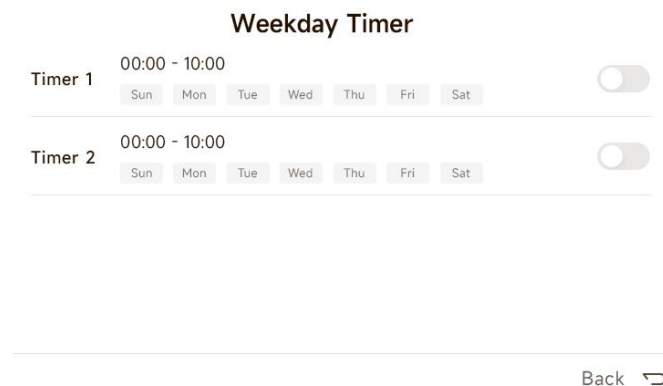 Weekday Timer
Timer 1
00:00 - 10:00
Sun Mon Tue Wed Thu Fri Sat
Timer 2
00:00 - 10:00
Sun Mon Tue Wed Thu Fri Sat
Back